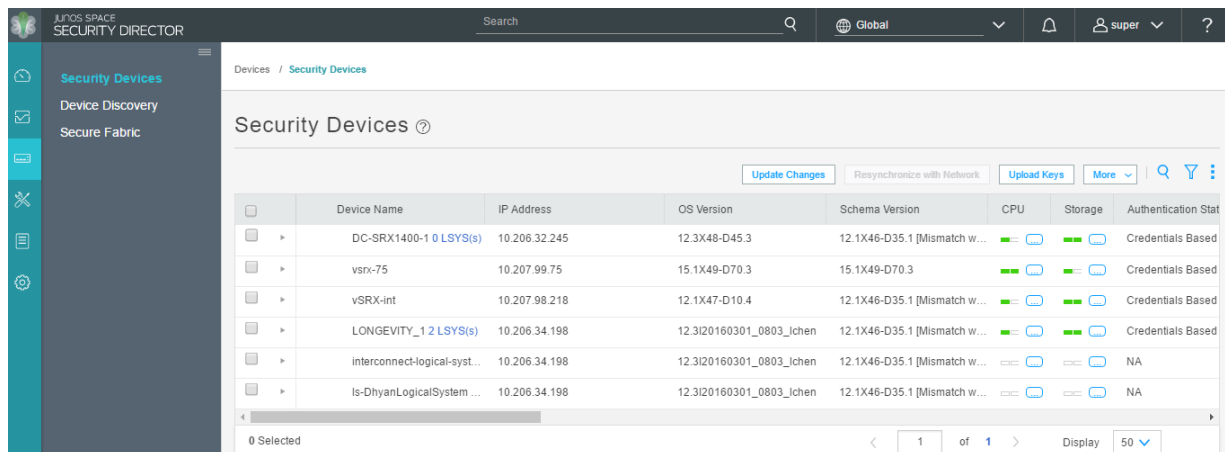 JUNOS SPACE
SECURITY DIRECTOR
Search
Global
super
?
Security Devices
Device Discovery
Secure Fabric
Devices / Security Devices
Security Devices ?
Update Changes Resynchronize with Network Upload Keys More
Device Name IP Address OS Version Schema Version CPU Storage Authentication Stat
DC-SRX1400-1 0 LSYS(s) 10.206.32.245 12.3X48-D45.3 12.1X46-D35.1 [Mismatch w... ... ... Credentials Based
vsrx-75 10.207.99.75 15.1X49-D70.3 15.1X49-D70.3 ... ... Credentials Based
vSRX-int 10.207.98.218 12.1X47-D10.4 12.1X46-D35.1 [Mismatch w... ... ... Credentials Based
LONGEVITY_1 2 LSYS(s) 10.206.34.198 12.3I20160301_0803_lchen 12.1X46-D35.1 [Mismatch w... ... ... Credentials Based
interconnect-logical-syst... 10.206.34.198 12.3I20160301_0803_lchen 12.1X46-D35.1 [Mismatch w... ... ... NA
ls-DhyanLogicalSystem ... 10.206.34.198 12.3I20160301_0803_lchen 12.1X46-D35.1 [Mismatch w... ... ... NA
0 Selected < 1 of 1 > Display 50